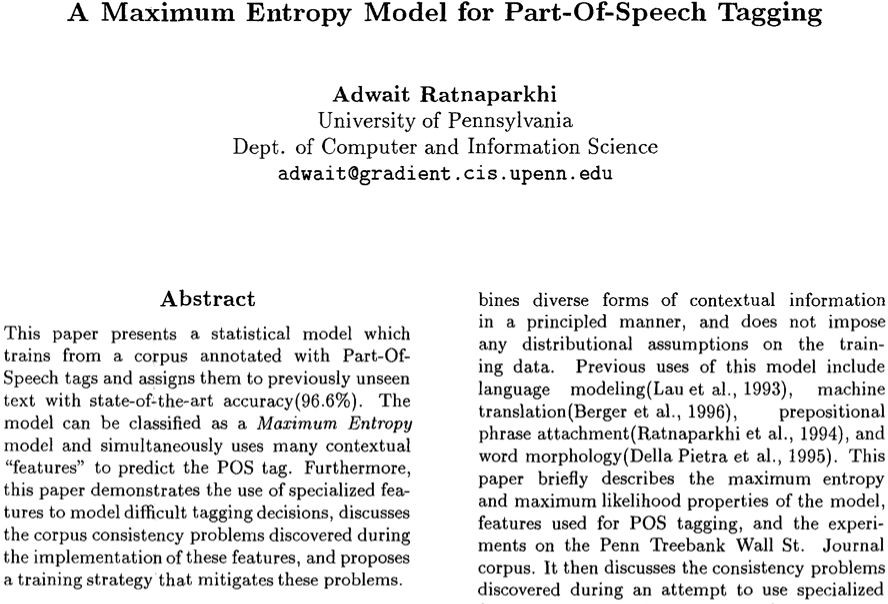 A Maximum Entropy Model for Part-Of-Speech Tagging
Adwait Ratnaparkhi
University of Pennsylvania
Dept. of Computer and Information Science
adwait@gradient.cis.upenn.edu
Abstract
This paper presents a statistical model which
trains from a corpus annotated with Part-Of-
Speech tags and assigns them to previously unseen
text with state-of-the-art accuracy(96.6%). The
model can be classified as a Maximum Entropy
model and simultaneously uses many contextual
“features” to predict the POS tag. Furthermore,
this paper demonstrates the use of specialized fea-
tures to model difficult tagging decisions, discusses
the corpus consistency problems discovered during
the implementation of these features, and proposes
a training strategy that mitigates these problems.
bines diverse forms of contextual information
in a principled manner, and does not impose
any distributional assumptions on the train-
ing data. Previous uses of this model include
language modeling(Lau et al., 1993), machine
translation(Berger et al., 1996), prepositional
phrase attachment(Ratnaparkhi et al., 1994), and
word morphology(Della Pietra et al., 1995). This
paper briefly describes the maximum entropy
and maximum likelihood properties of the model,
features used for POS tagging, and the experi-
ments on the Penn Treebank Wall St. Journal
corpus. It then discusses the consistency problems
discovered during an attempt to use specialized